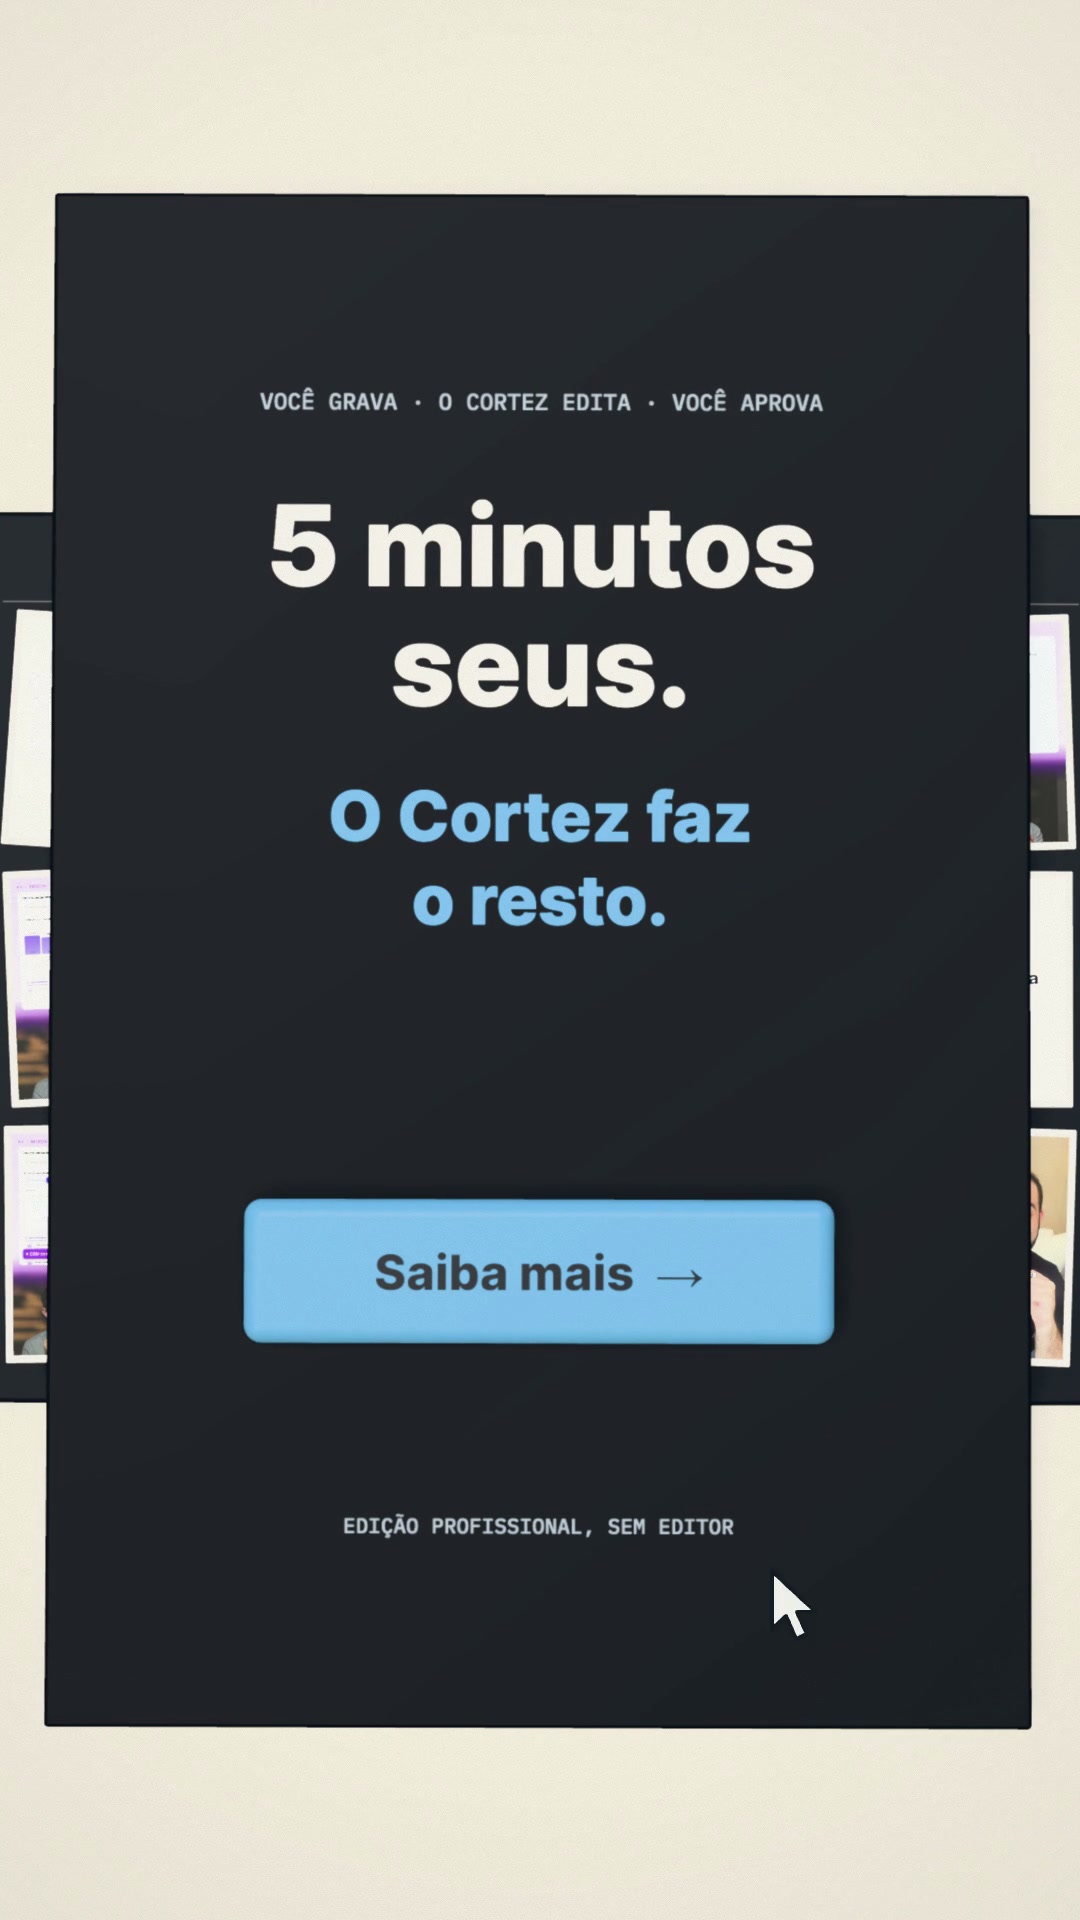 VOCÊ GRAVA · O CORTEZ EDITA · VOCÊ APROVA
5 minutos
seus.
O Cortez faz
o resto.
Saiba mais →
EDIÇÃO PROFISSIONAL, SEM EDITOR